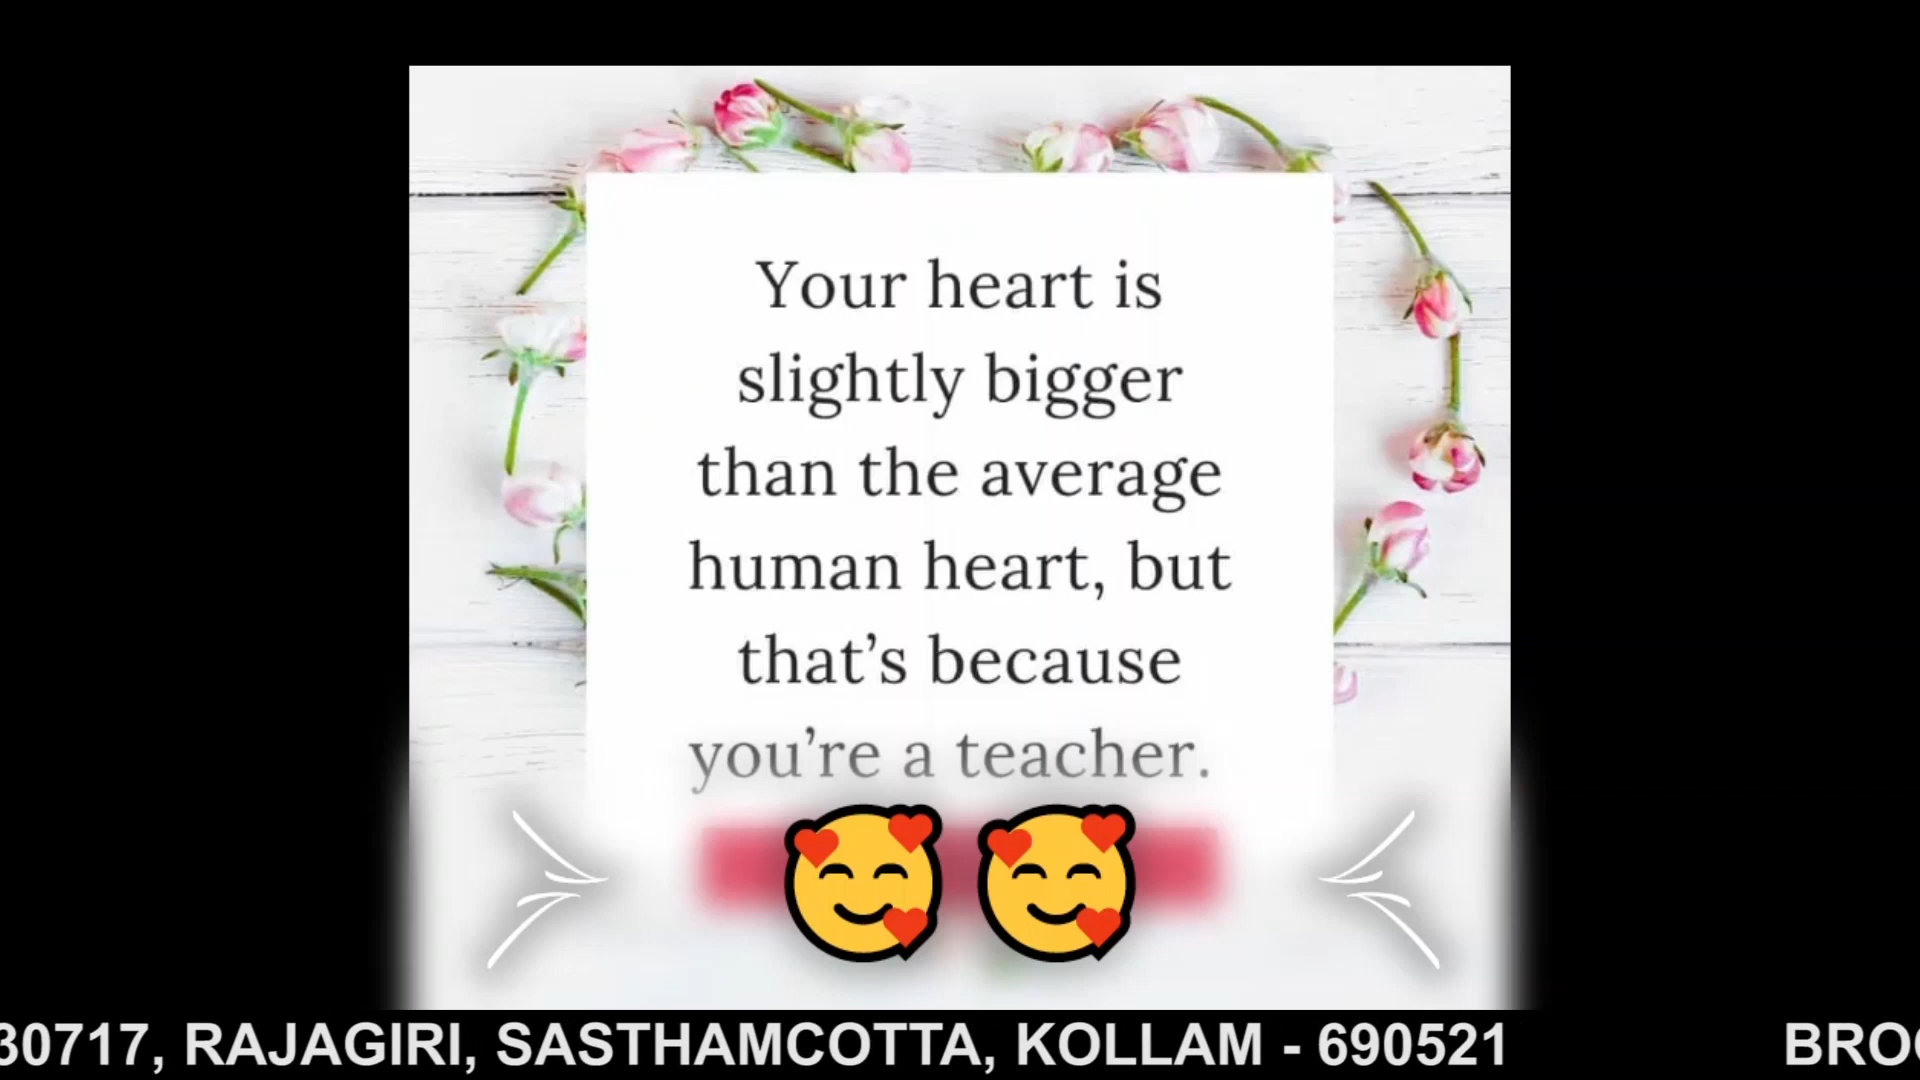 Your heart is
slightly bigger
than the average
human heart, but
that’s because
you’re a teacher.
30717, RAJAGIRI, SASTHAMCOTTA, KOLLAM - 690521